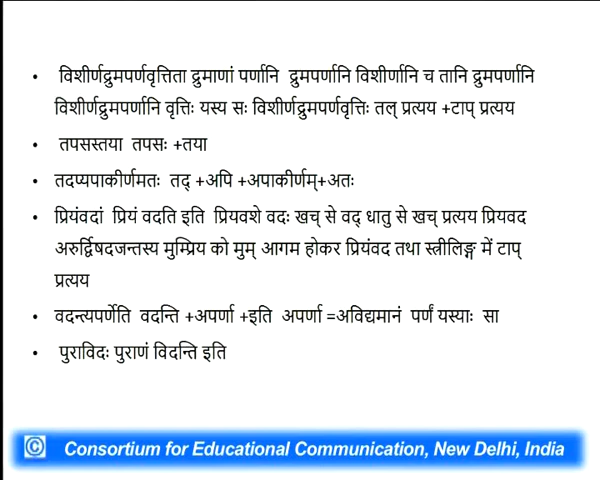 • विशीर्णद्रुमपर्णवृत्तिता द्रुमाणां पर्णानि द्रुमपर्णानि विशीर्णानि च तानि द्रुमपर्णानि
विशीर्णद्रुमपर्णानि वृत्तिः यस्य सः विशीर्णद्रुमपर्णवृत्तिः तल् प्रत्यय +टाप् प्रत्यय
• तपसस्तया तपसः +तया
• तदप्यपाकीर्णमतः तद् +अपि +अपाकीर्णम्+अतः
• प्रियंवदां प्रियं वदति इति प्रियवशे वदः खच् से वद् धातु से खच् प्रत्यय प्रियवद
अरुर्द्विषदजन्तस्य मुम्प्रिय को मुम् आगम होकर प्रियंवद तथा स्त्रीलिङ्ग में टाप्
प्रत्यय
• वदन्त्यपर्णेति वदन्ति +अपर्णा +इति अपर्णा =अविद्यमानं पर्णं यस्याः सा
• पुराविदः पुराणं विदन्ति इति
© Consortium for Educational Communication, New Delhi, India